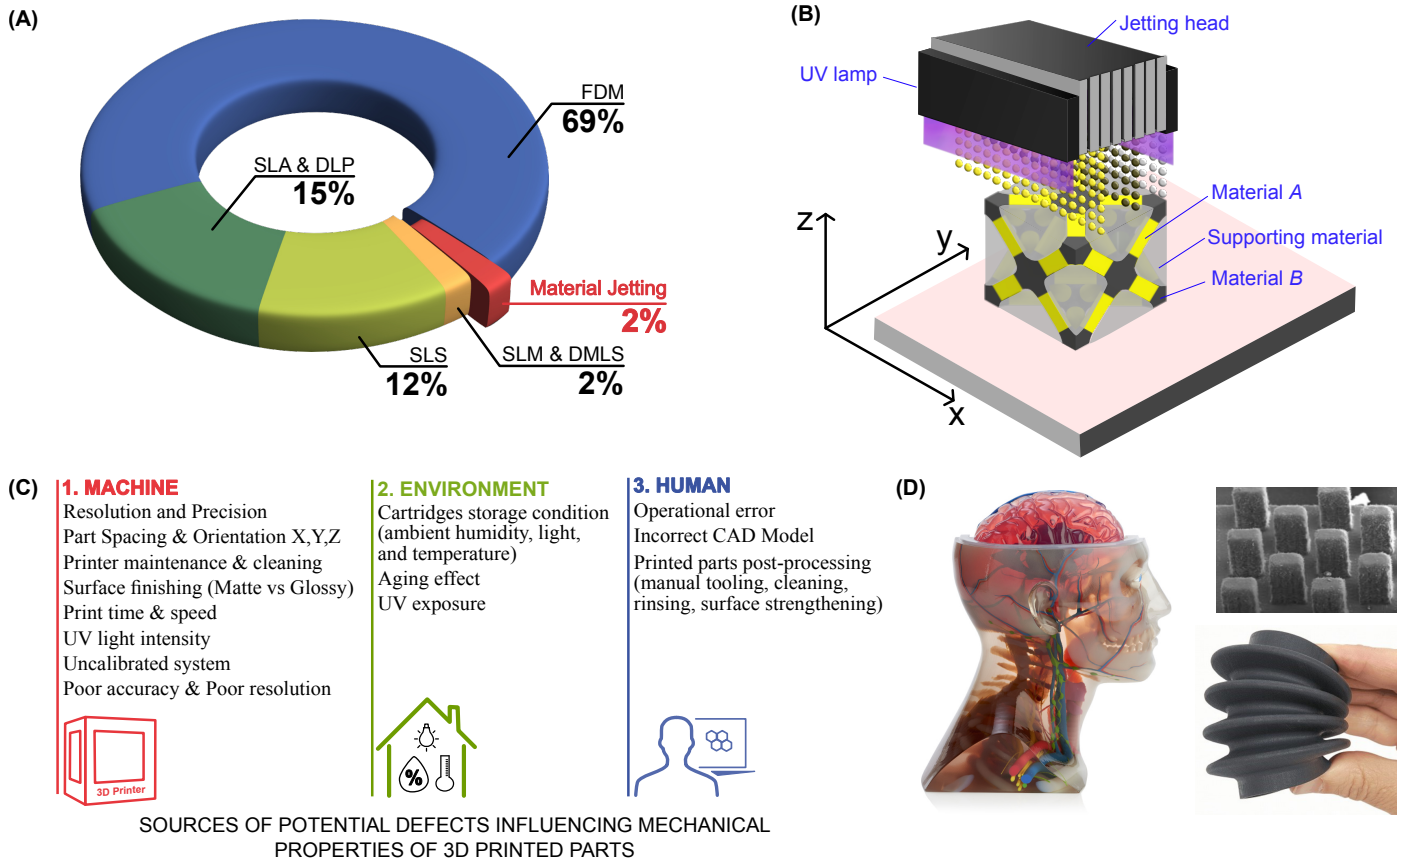 (A)
FDM
69%
SLA & DLP
15%
Material Jetting
2%
SLM & DMLS
2%
SLS
12%
(B)
Jetting head
UV lamp
Material A
Supporting material
Material B
z
y
x
(C)
1. MACHINE
Resolution and Precision
Part Spacing & Orientation X,Y,Z
Printer maintenance & cleaning
Surface finishing (Matte vs Glossy)
Print time & speed
UV light intensity
Uncalibrated system
Poor accuracy & Poor resolution
3D Printer
2. ENVIRONMENT
Cartridges storage condition
(ambient humidity, light,
and temperature)
Aging effect
UV exposure
%
3. HUMAN
Operational error
Incorrect CAD Model
Printed parts post-processing
(manual tooling, cleaning,
rinsing, surface strengthening)
SOURCES OF POTENTIAL DEFECTS INFLUENCING MECHANICAL
PROPERTIES OF 3D PRINTED PARTS
(D)